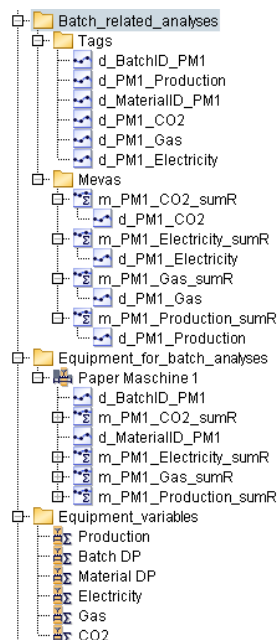 Batch_related_analyses
Tags
d_BatchID_PM1
d_PM1_Production
d_MaterialID_PM1
d_PM1_CO2
d_PM1_Gas
d_PM1_Electricity
Mevas
m_PM1_CO2_sumR
d_PM1_CO2
m_PM1_Electricity_sumR
d_PM1_Electricity
m_PM1_Gas_sumR
d_PM1_Gas
m_PM1_Production_sumR
d_PM1_Production
Equipment_for_batch_analyses
Paper Maschine 1
d_BatchID_PM1
m_PM1_CO2_sumR
d_MaterialID_PM1
m_PM1_Electricity_sumR
m_PM1_Gas_sumR
m_PM1_Production_sumR
Equipment_variables
Production
Batch DP
Material DP
Electricity
Gas
CO2